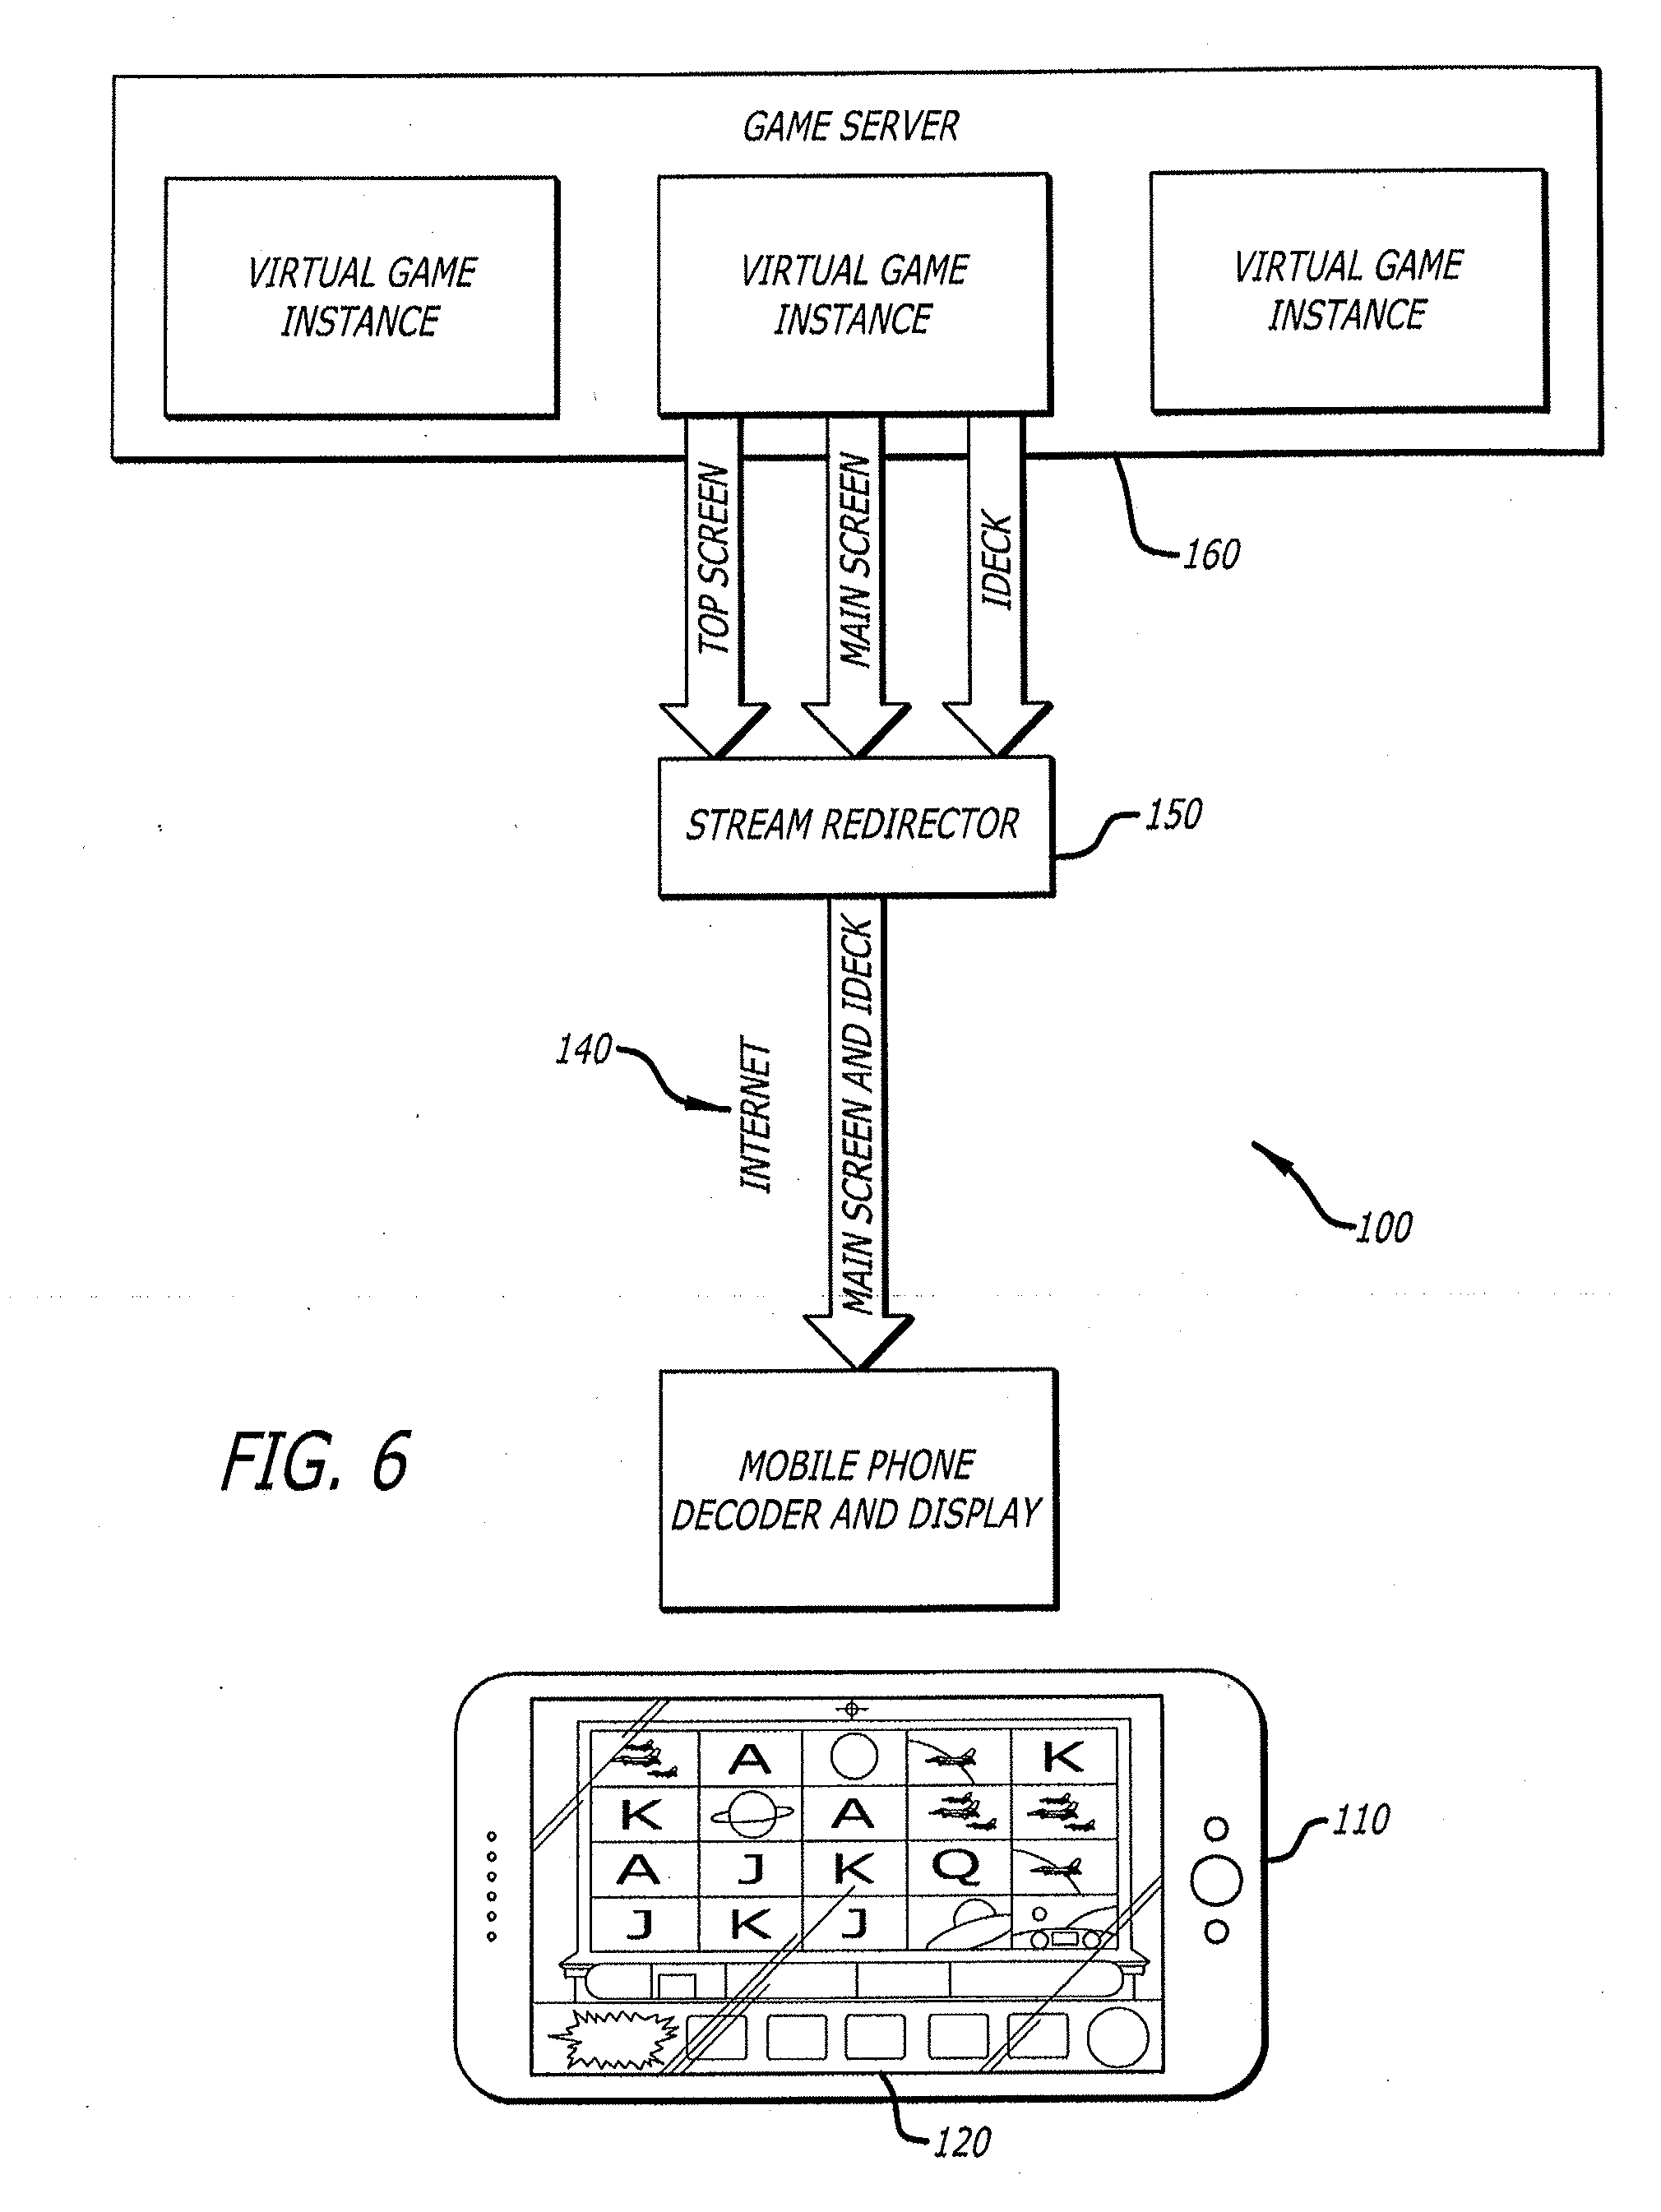 GAME SERVER
VIRTUAL GAME
INSTANCE
VIRTUAL GAME
INSTANCE
VIRTUAL GAME
INSTANCE
TOP SCREEN
MAIN SCREEN
IDECK
160
STREAM REDIRECTOR
150
MAIN SCREEN AND IDECK
140
INTERNET
100
FIG. 6
MOBILE PHONE
DECODER AND DISPLAY
A K
K A
A J K Q
J K J
110
120